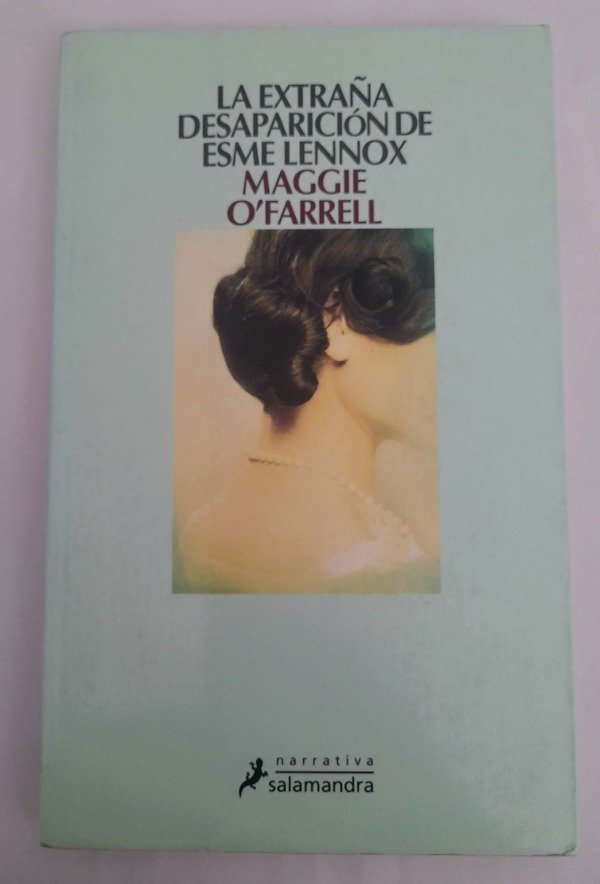 LA EXTRAÑA
DESAPARICIÓN DE
ESME LENNOX
MAGGIE
O'FARRELL
narrativa
salamandra